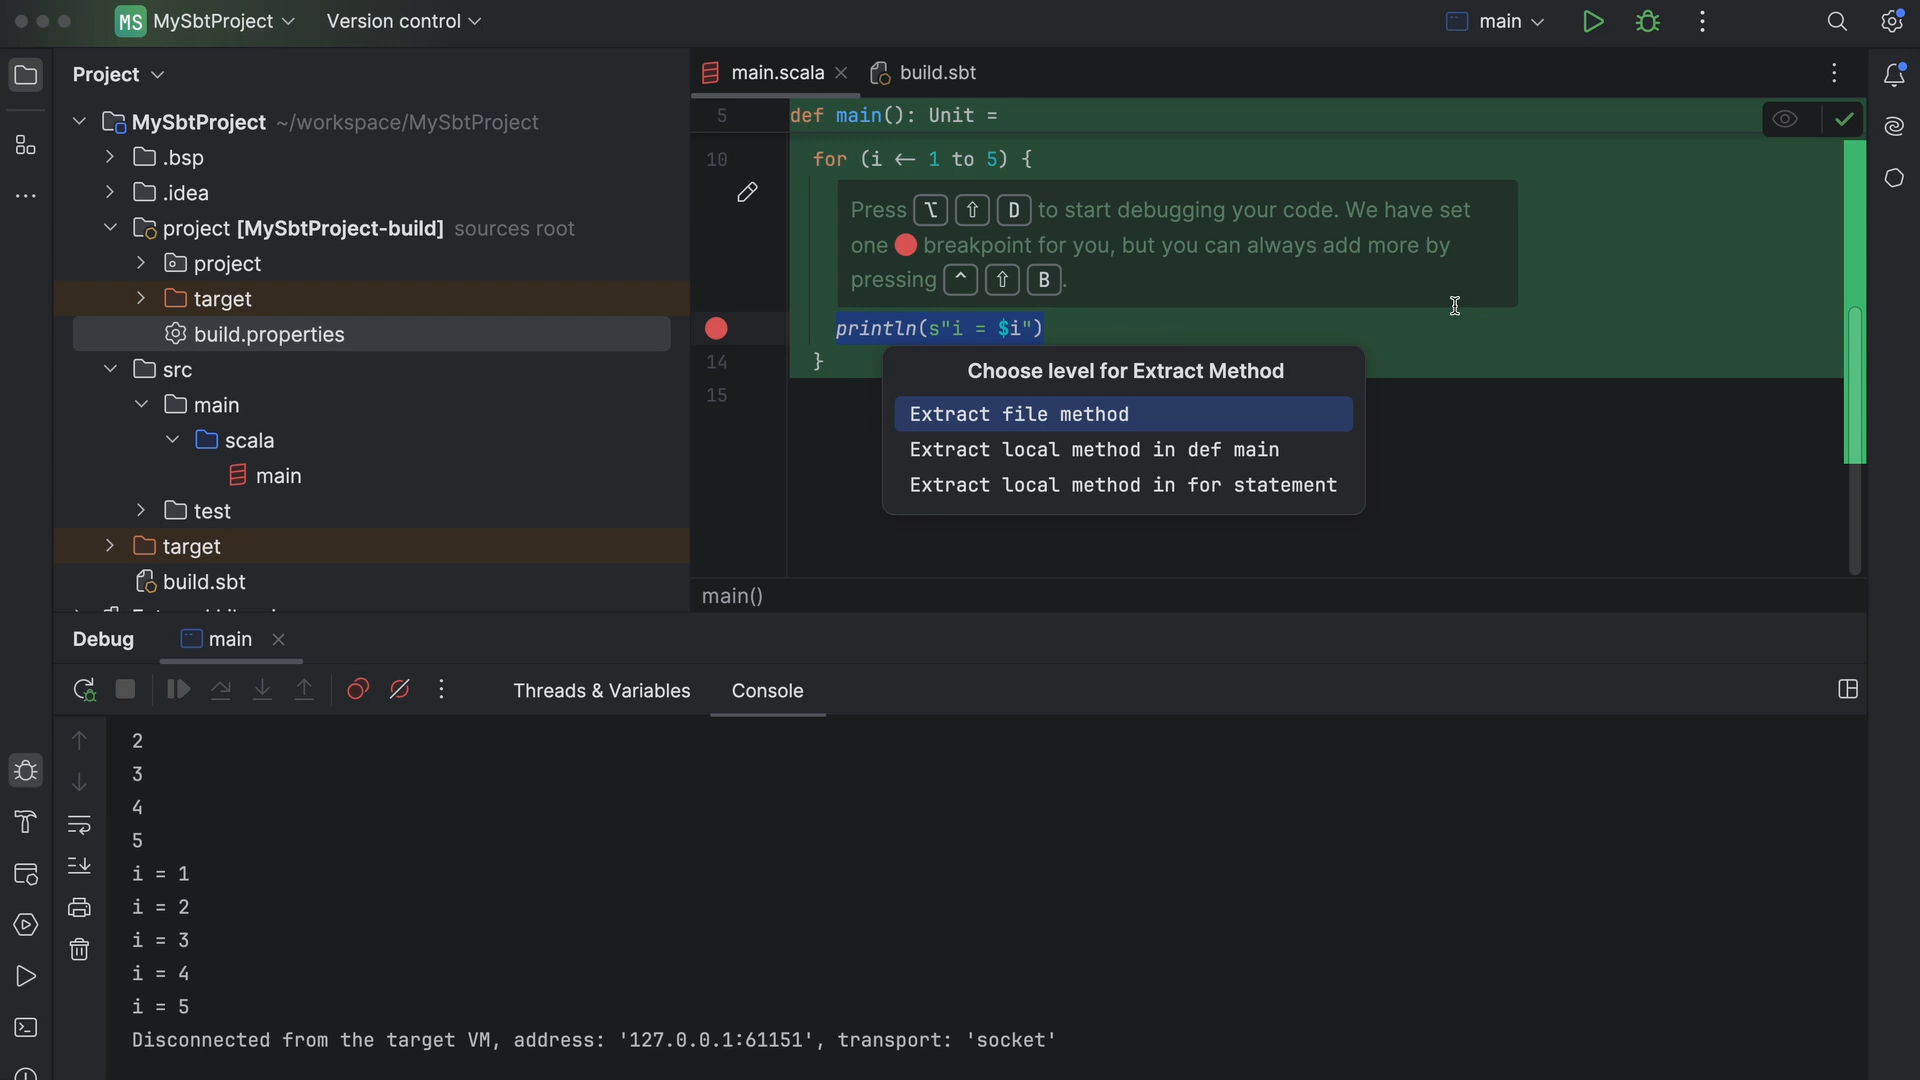 MS MySbtProject Version control main
Project
main.scala build.sbt
MySbtProject ~/workspace/MySbtProject
.bsp
.idea
project [MySbtProject-build] sources root
project
target
build.properties
src
main
scala
main
test
target
build.sbt
5 def main(): Unit =
10 for (i ← 1 to 5) {
Press ⌥ ⇧ D to start debugging your code. We have set
one breakpoint for you, but you can always add more by
pressing ^ ⇧ B.
println(s"i = $i")
14 }
15
Choose level for Extract Method
Extract file method
Extract local method in def main
Extract local method in for statement
main()
Debug main
Threads & Variables Console
2
3
4
5
i = 1
i = 2
i = 3
i = 4
i = 5
Disconnected from the target VM, address: '127.0.0.1:61151', transport: 'socket'